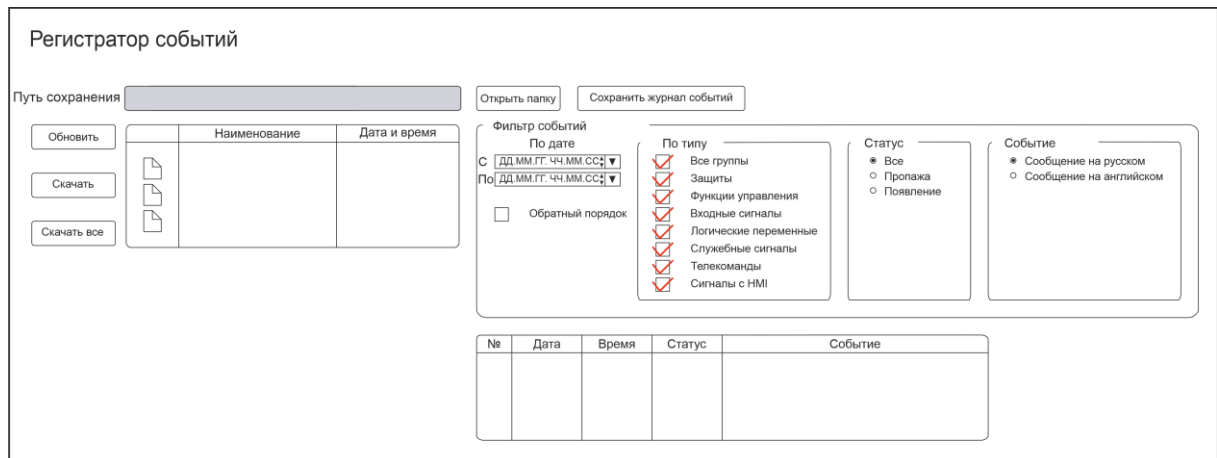 Регистратор событий
Путь сохранения
Открыть папку
Сохранить журнал событий
Обновить
Скачать
Скачать все
Наименование
Дата и время
Фильтр событий
По дате
С ДД.ММ.ГГ. ЧЧ.ММ.СС
По ДД.ММ.ГГ. ЧЧ.ММ.СС
Обратный порядок
По типу
Все группы
Защиты
Функции управления
Входные сигналы
Логические переменные
Служебные сигналы
Телекоманды
Сигналы с HMI
Статус
Все
Пропажа
Появление
Событие
Сообщение на русском
Сообщение на английском
№ Дата Время Статус Событие